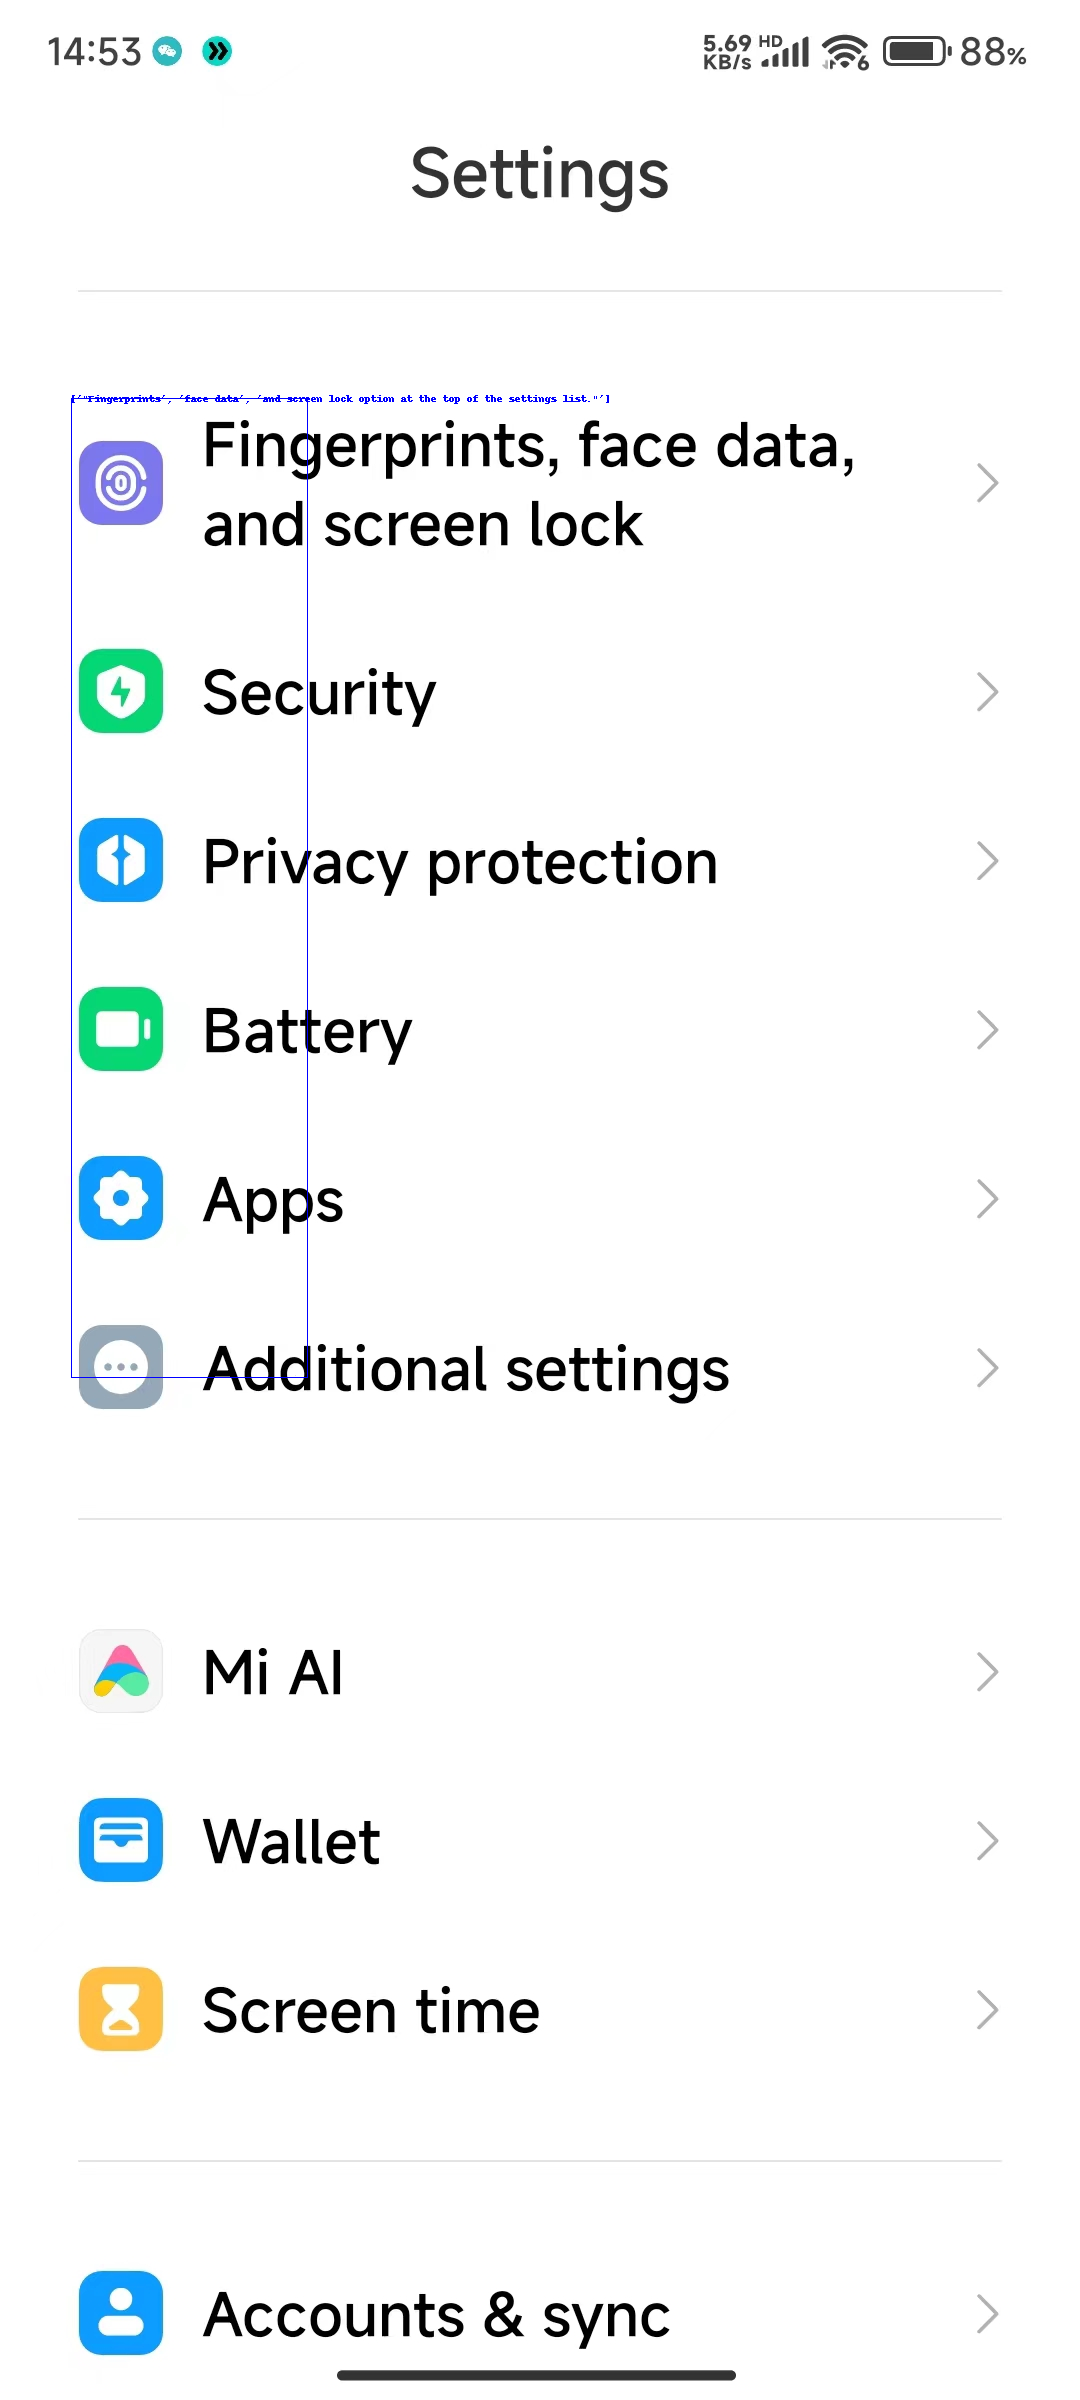 14:53 5.69 KB/s HD 6 88%
Settings
['"Fingerprints', 'face data', 'and screen lock option at the top of the settings list."']
Fingerprints, face data,
and screen lock
Security
Privacy protection
Battery
Apps
Additional settings
Mi AI
Wallet
Screen time
Accounts & sync